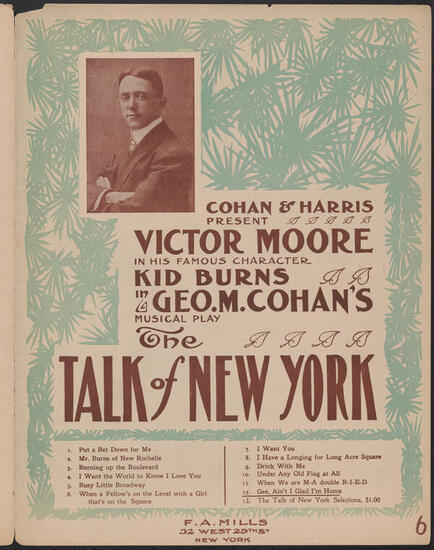 COHAN & HARRIS
PRESENT
VICTOR MOORE
IN HIS FAMOUS CHARACTER
KID BURNS
in GEO. M. COHAN'S
MUSICAL PLAY
The
TALK of NEW YORK
1. Put a Bet Down for Me
2. Mr. Burns of New Rochelle
3. Burning up the Boulevard
4. I Want the World to Know I Love You
5. Busy Little Broadway
6. When a Fellow's on the Level with a Girl
that's on the Square
7. I Want You
8. I Have a Longing for Long Acre Square
9. Drink With Me
10. Under Any Old Flag at All
11. When We are M-A double R-I-E-D
12. Gee, Ain't I Glad I'm Home
13. The Talk of New York Selections, $1.00
F. A. MILLS
32 WEST 29TH ST
NEW YORK
6